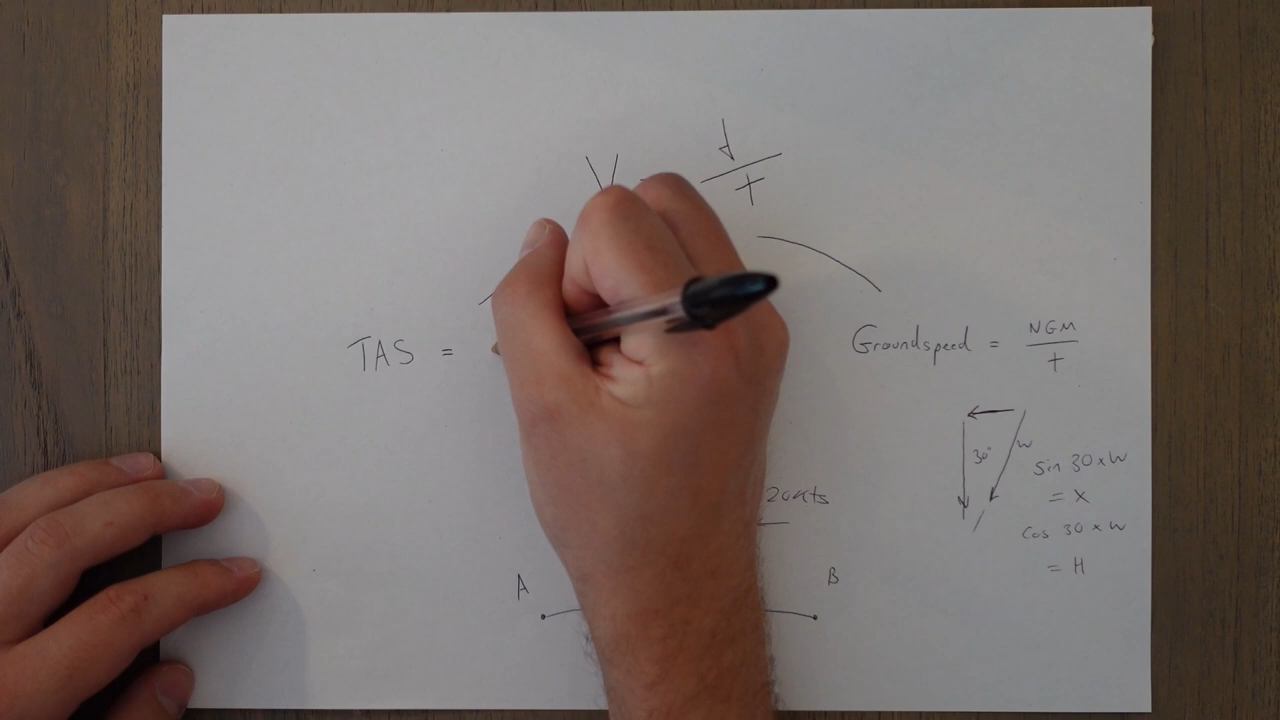 V d
t
TAS =
Groundspeed = NGM
t
30° w
Sin 30 x W
= X
20kts
Cos 30 x W
= H
A B